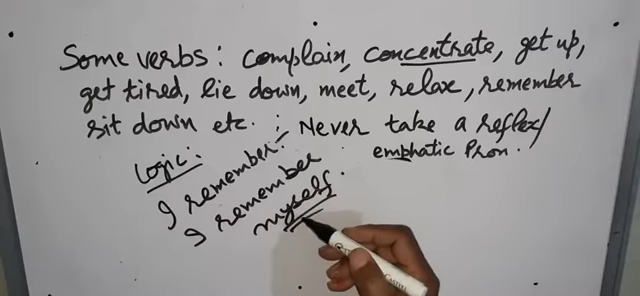 Some verbs: complain, concentrate, get up,
get tired, lie down, meet, relax, remember
sit down etc. : Never take a reflex/
emphatic Pron.
Logic:
I remember.
I remember
myself.